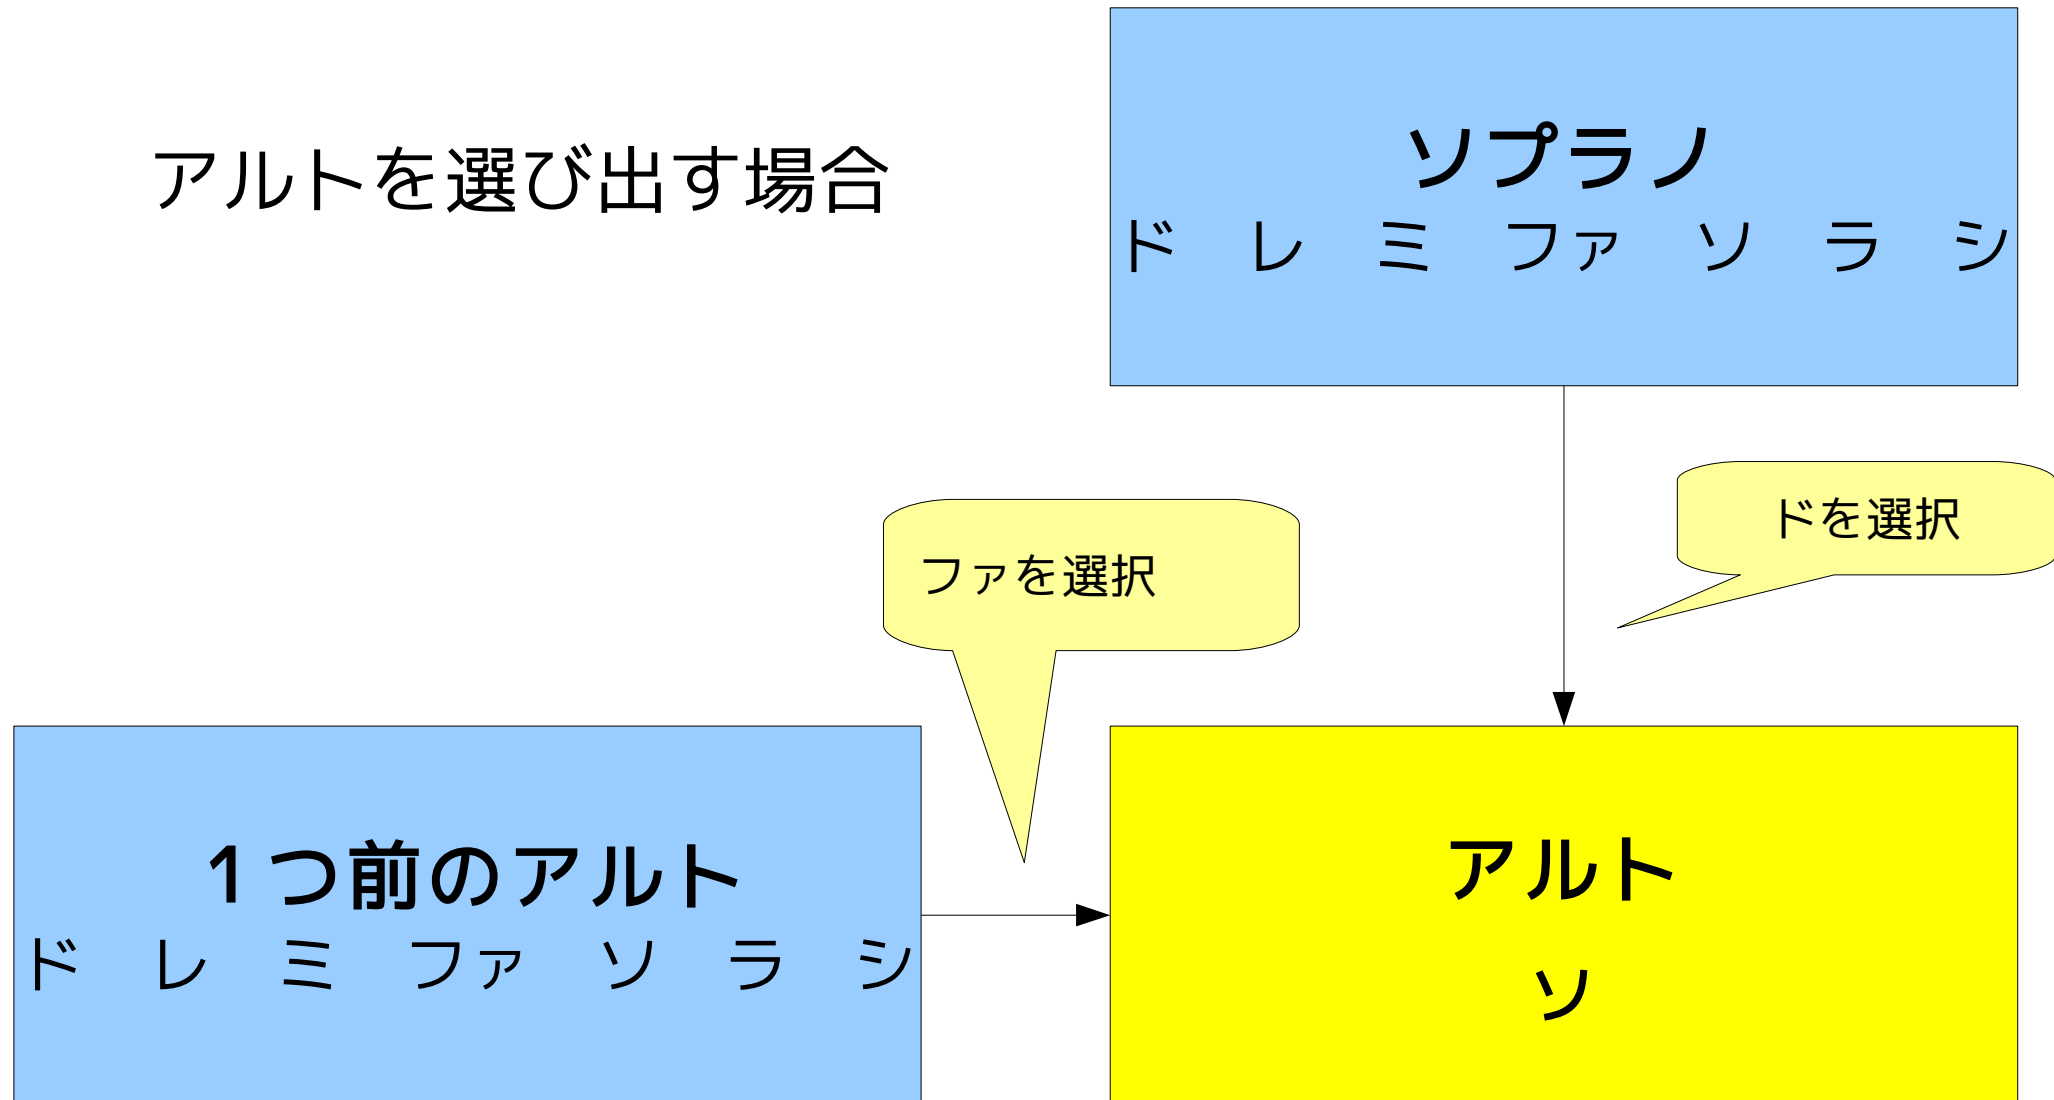 アルトを選び出す場合
ソプラノ
ド　レ　ミ　ファ　ソ　ラ　シ
ドを選択
ファを選択
１つ前のアルト
ド　レ　ミ　ファ　ソ　ラ　シ
アルト
ソ